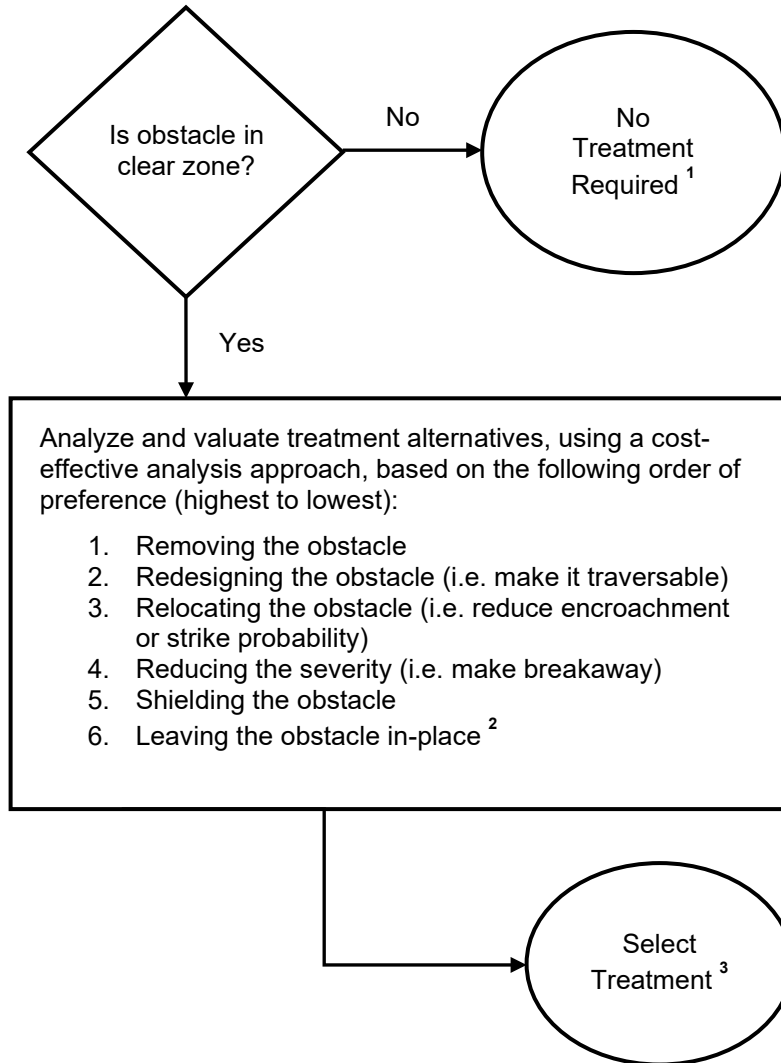 Is obstacle in
clear zone?
No
No
Treatment
Required 1
Yes
Analyze and valuate treatment alternatives, using a cost-
effective analysis approach, based on the following order of
preference (highest to lowest):
1. Removing the obstacle
2. Redesigning the obstacle (i.e. make it traversable)
3. Relocating the obstacle (i.e. reduce encroachment
or strike probability)
4. Reducing the severity (i.e. make breakaway)
5. Shielding the obstacle
6. Leaving the obstacle in-place 2
Select
Treatment 3